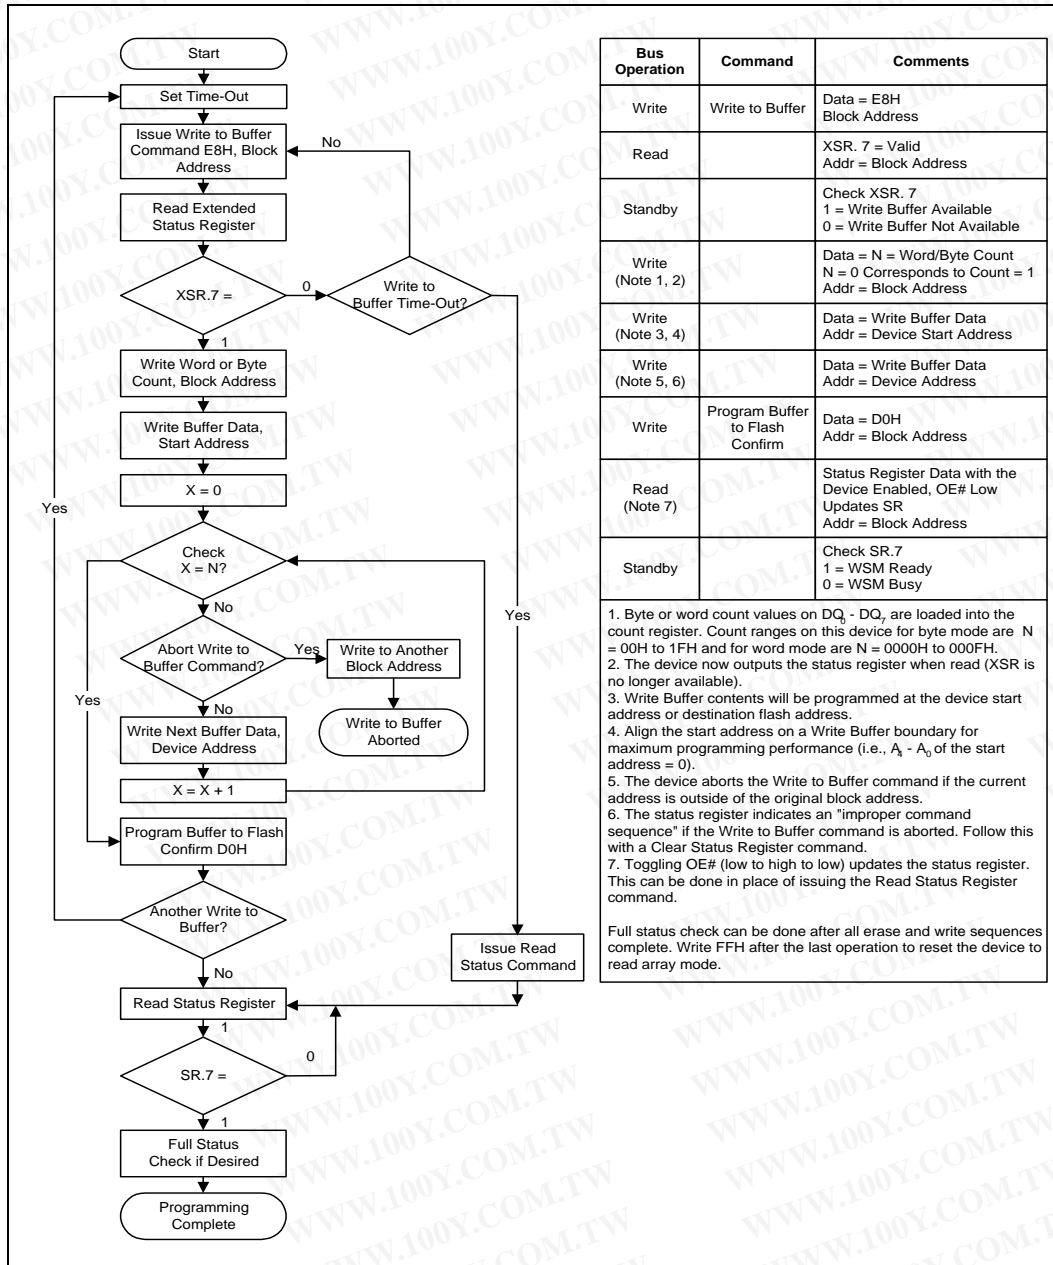 Start
Set Time-Out
Issue Write to Buffer
Command E8H, Block
Address
No
Read Extended
Status Register
XSR.7 =
0
Write to
Buffer Time-Out?
1
Write Word or Byte
Count, Block Address
Write Buffer Data,
Start Address
X = 0
Yes
Check
X = N?
No
Yes
Abort Write to
Buffer Command?
Yes
Write to Another
Block Address
Yes
No
Write to Buffer
Aborted
Write Next Buffer Data,
Device Address
X = X + 1
Program Buffer to Flash
Confirm D0H
Another Write to
Buffer?
Issue Read
Status Command
No
Read Status Register
1
0
SR.7 =
1
Full Status
Check if Desired
Programming
Complete
Bus
Operation
Command
Comments
Write
Write to Buffer
Data = E8H
Block Address
Read
XSR. 7 = Valid
Addr = Block Address
Standby
Check XSR. 7
1 = Write Buffer Available
0 = Write Buffer Not Available
Write
(Note 1, 2)
Data = N = Word/Byte Count
N = 0 Corresponds to Count = 1
Addr = Block Address
Write
(Note 3, 4)
Data = Write Buffer Data
Addr = Device Start Address
Write
(Note 5, 6)
Data = Write Buffer Data
Addr = Device Address
Write
Program Buffer
to Flash
Confirm
Data = D0H
Addr = Block Address
Read
(Note 7)
Status Register Data with the
Device Enabled, OE# Low
Updates SR
Addr = Block Address
Standby
Check SR.7
1 = WSM Ready
0 = WSM Busy
1. Byte or word count values on DQ0 - DQ7 are loaded into the
count register. Count ranges on this device for byte mode are N
= 00H to 1FH and for word mode are N = 0000H to 000FH.
2. The device now outputs the status register when read (XSR is
no longer available).
3. Write Buffer contents will be programmed at the device start
address or destination flash address.
4. Align the start address on a Write Buffer boundary for
maximum programming performance (i.e., A4 - A0 of the start
address = 0).
5. The device aborts the Write to Buffer command if the current
address is outside of the original block address.
6. The status register indicates an "improper command
sequence" if the Write to Buffer command is aborted. Follow this
with a Clear Status Register command.
7. Toggling OE# (low to high to low) updates the status register.
This can be done in place of issuing the Read Status Register
command.
Full status check can be done after all erase and write sequences
complete. Write FFH after the last operation to reset the device to
read array mode.
WWW.100Y.COM.TW